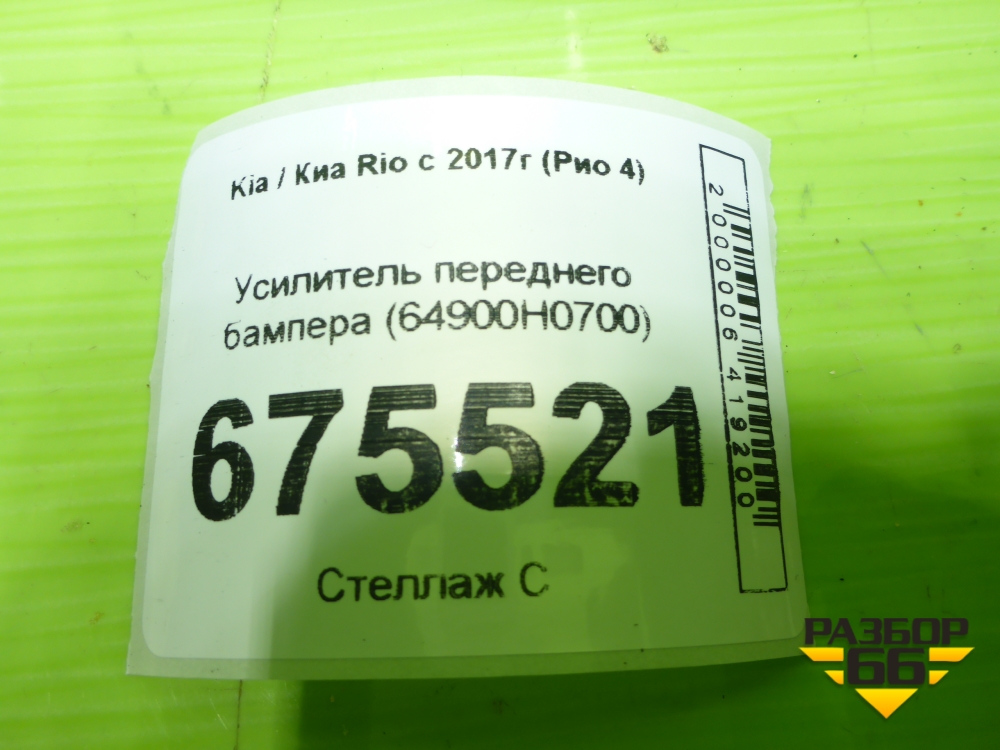 Kia / Киа Rio с 2017г (Рио 4)
Усилитель переднего
бампера (64900H0700)
675521
Стеллаж С
2000006419200
РАЗБОР
66